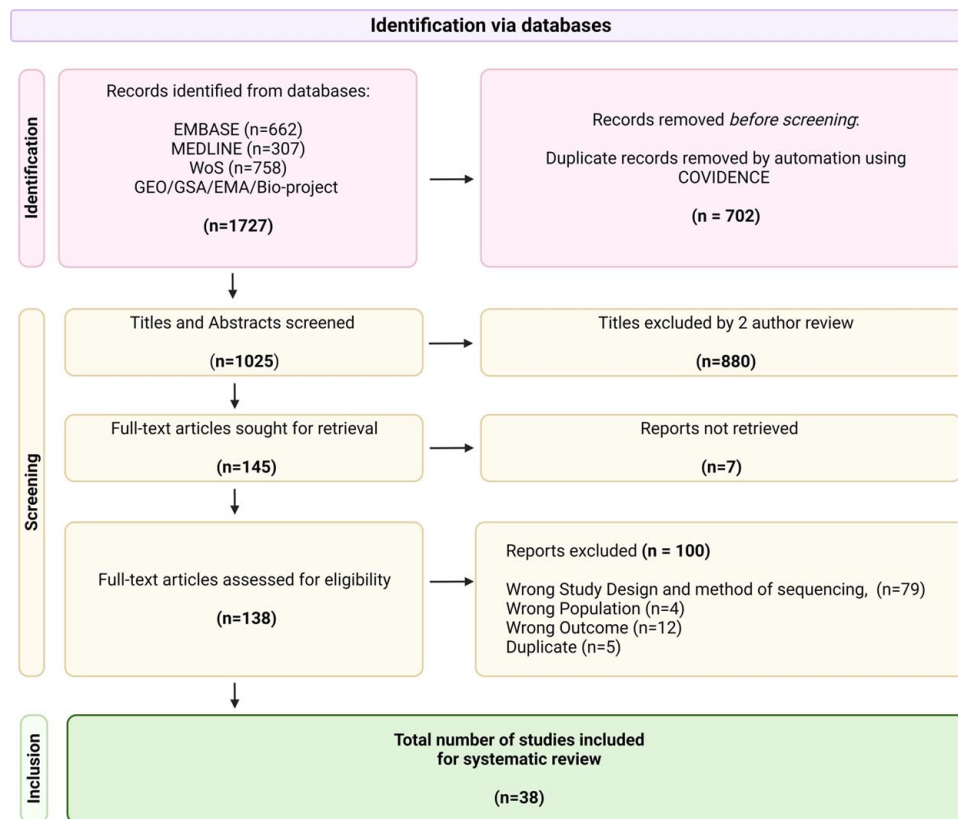 Identification via databases
Identification
Records identified from databases:
EMBASE (n=662)
MEDLINE (n=307)
WoS (n=758)
GEO/GSA/EMA/Bio-project
(n=1727)
Records removed before screening:
Duplicate records removed by automation using
COVIDENCE
(n = 702)
Screening
Titles and Abstracts screened
(n=1025)
Titles excluded by 2 author review
(n=880)
Full-text articles sought for retrieval
(n=145)
Reports not retrieved
(n=7)
Full-text articles assessed for eligibility
(n=138)
Reports excluded (n = 100)
Wrong Study Design and method of sequencing, (n=79)
Wrong Population (n=4)
Wrong Outcome (n=12)
Duplicate (n=5)
Inclusion
Total number of studies included
for systematic review
(n=38)